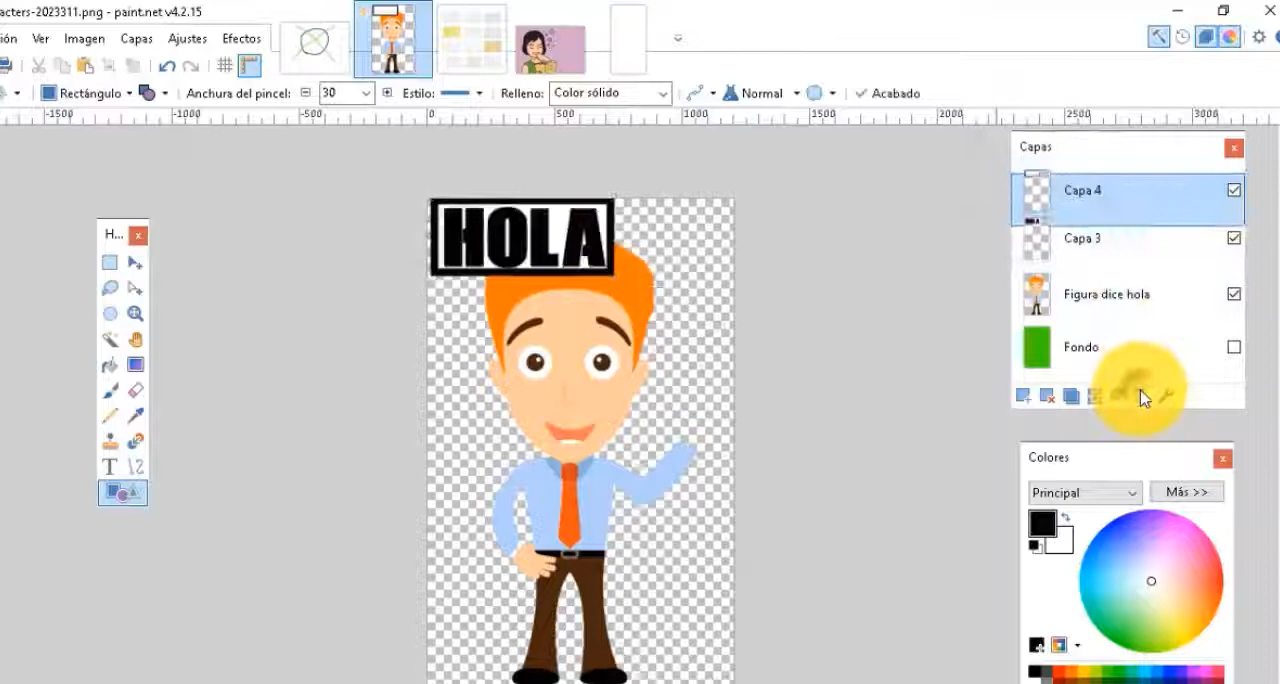 acters-2023311.png - paint.net v4.2.15
ión Ver Imagen Capas Ajustes Efectos
Rectángulo Anchura del pincel: 30 Estilo: Relleno: Color sólido Normal Acabado
-1500 -1000 -500 0 500 1000 1500 2000 2500 3000
Capas
Capa 4
HOLA
H...
Capa 3
Figura dice hola
Fondo
Colores
Principal Más >>
T